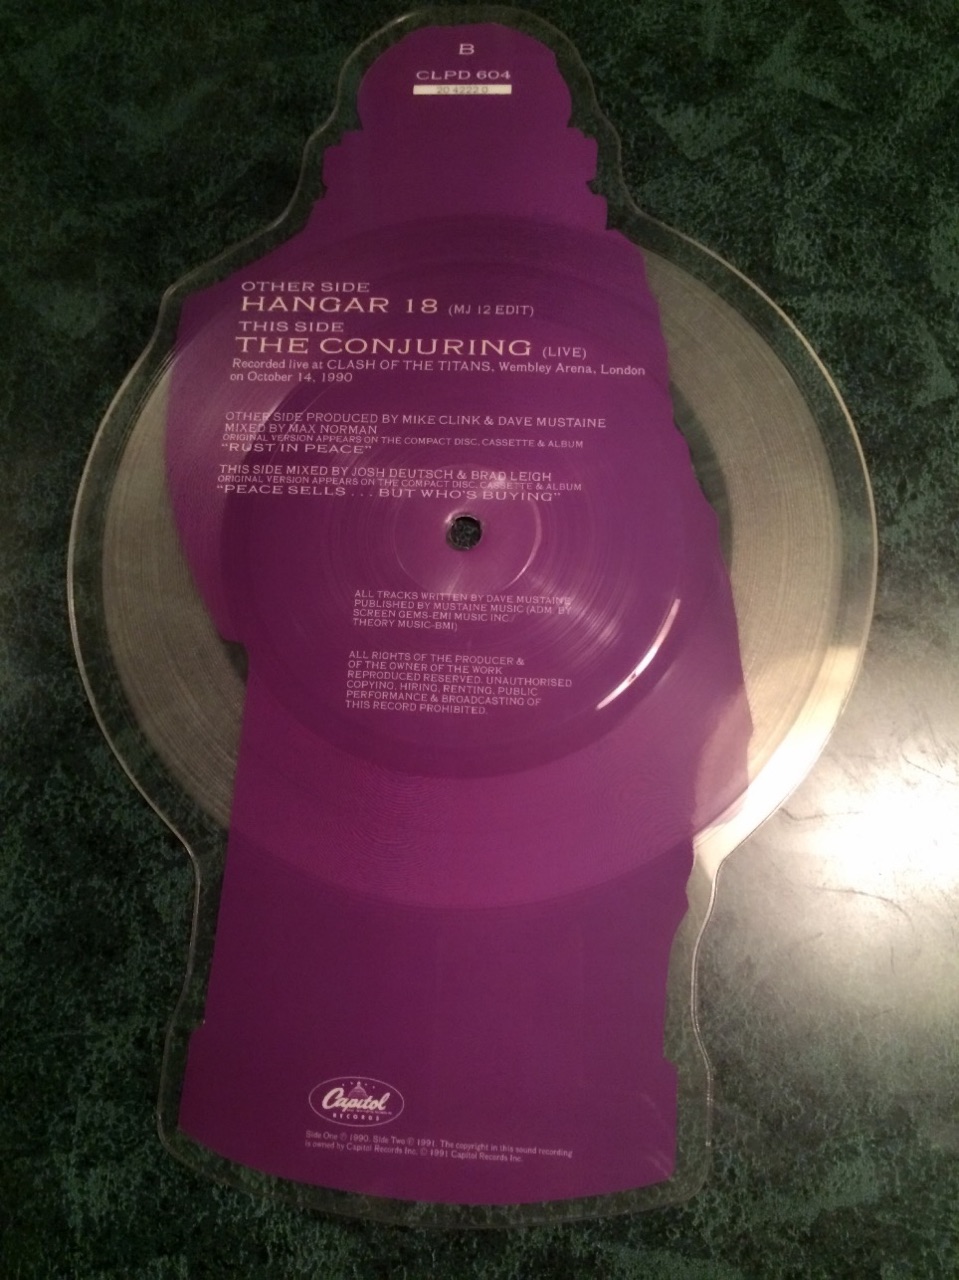 B
CLPD 604
20 4222 0
OTHER SIDE
HANGAR 18 (MJ 12 EDIT)
THIS SIDE
THE CONJURING (LIVE)
Recorded live at CLASH OF THE TITANS, Wembley Arena, London
on October 14, 1990
OTHER SIDE PRODUCED BY MIKE CLINK & DAVE MUSTAINE
MIXED BY MAX NORMAN
ORIGINAL VERSION APPEARS ON THE COMPACT DISC, CASSETTE & ALBUM
"RUST IN PEACE"
THIS SIDE MIXED BY JOSH DEUTSCH & BRAD LEIGH
ORIGINAL VERSION APPEARS ON THE COMPACT DISC, CASSETTE & ALBUM
"PEACE SELLS . . . BUT WHO'S BUYING"
ALL TRACKS WRITTEN BY DAVE MUSTAINE
PUBLISHED BY MUSTAINE MUSIC (ADM. BY
SCREEN GEMS-EMI MUSIC INC./
THEORY MUSIC-BMI)
ALL RIGHTS OF THE PRODUCER &
OF THE OWNER OF THE WORK
REPRODUCED RESERVED. UNAUTHORISED
COPYING, HIRING, RENTING, PUBLIC
PERFORMANCE & BROADCASTING OF
THIS RECORD PROHIBITED.
Capitol
RECORDS
Side One ℗ 1990. Side Two ℗ 1991. The copyright in this sound recording
is owned by Capitol Records Inc. © 1991 Capitol Records Inc.